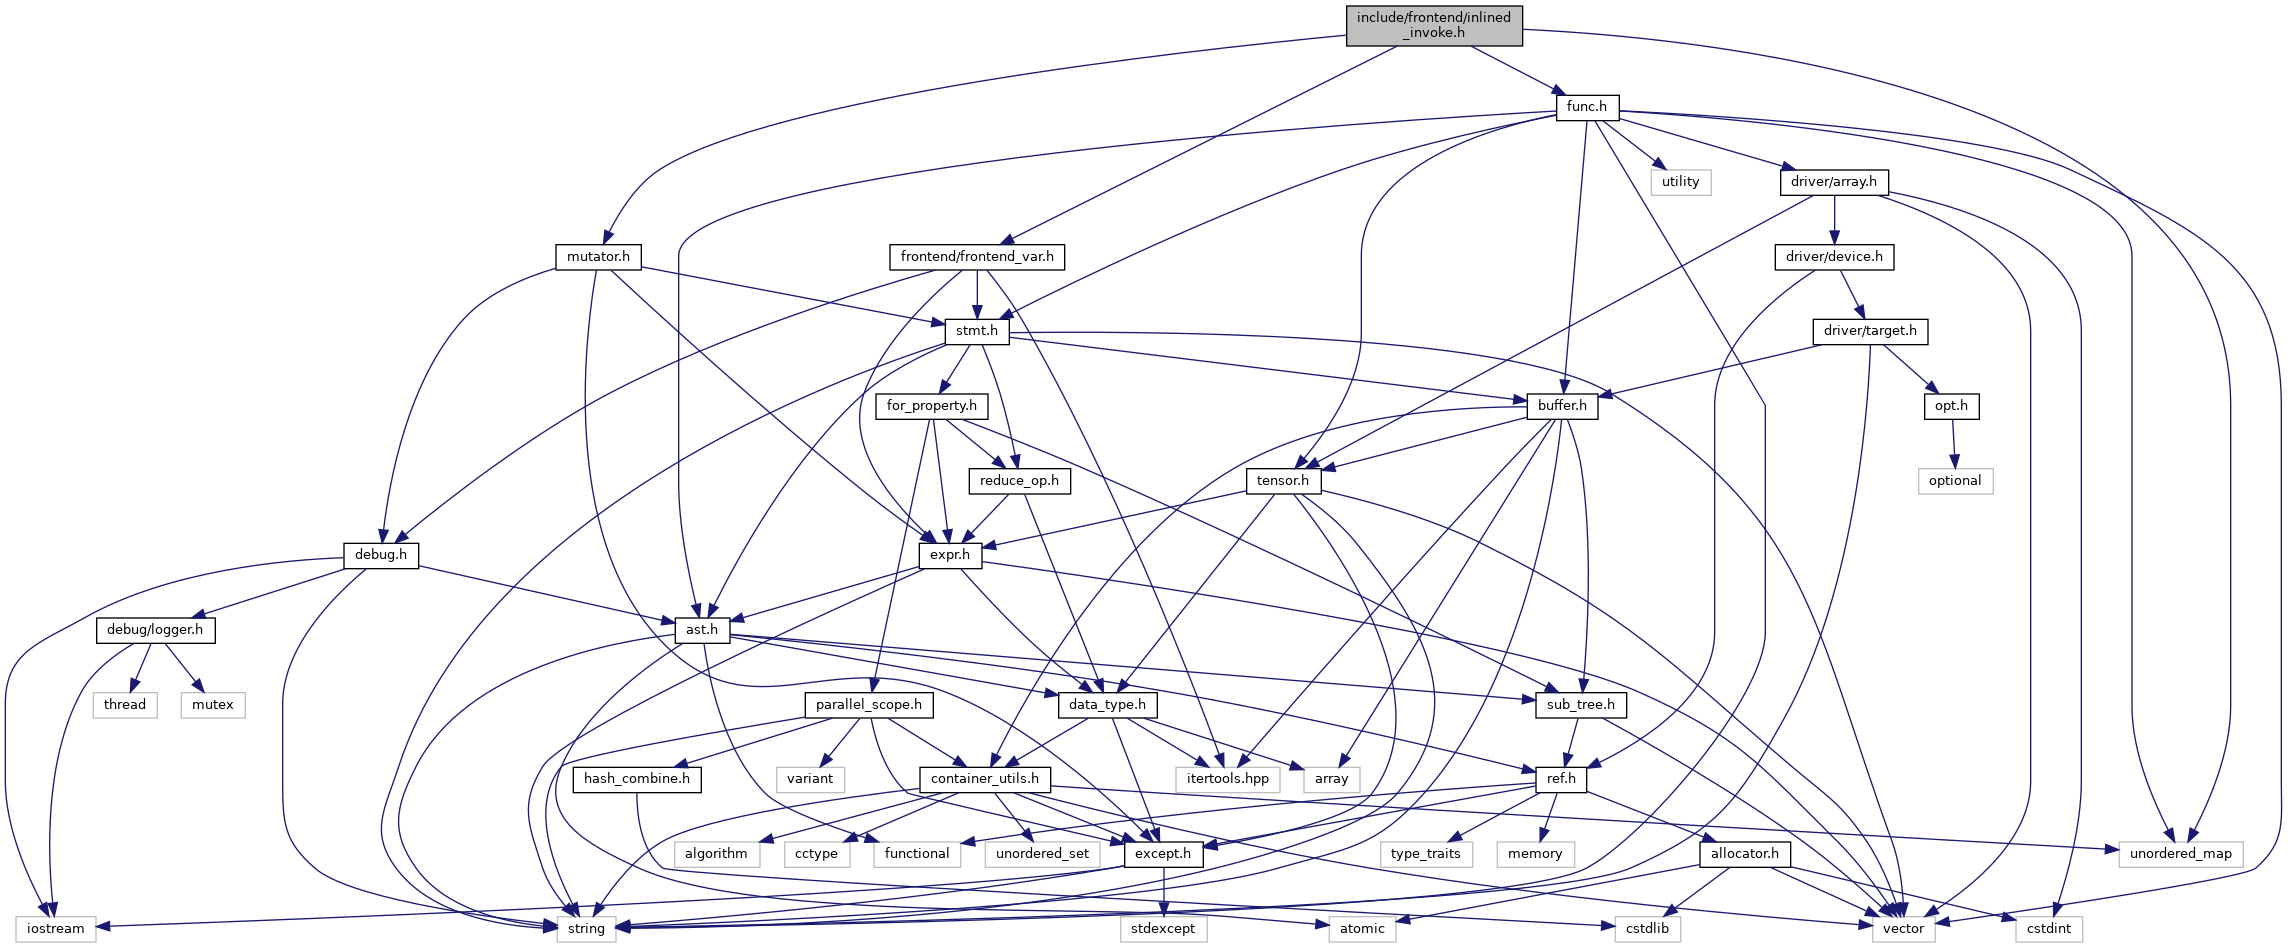 include/frontend/inlined
_invoke.h
func.h
utility
driver/array.h
mutator.h
frontend/frontend_var.h
driver/device.h
stmt.h
driver/target.h
for_property.h
buffer.h
opt.h
reduce_op.h
tensor.h
optional
debug.h
expr.h
debug/logger.h
ast.h
thread
mutex
parallel_scope.h
data_type.h
sub_tree.h
hash_combine.h
variant
container_utils.h
itertools.hpp
array
ref.h
algorithm
cctype
functional
unordered_set
except.h
type_traits
memory
allocator.h
unordered_map
iostream
string
stdexcept
atomic
cstdlib
vector
cstdint